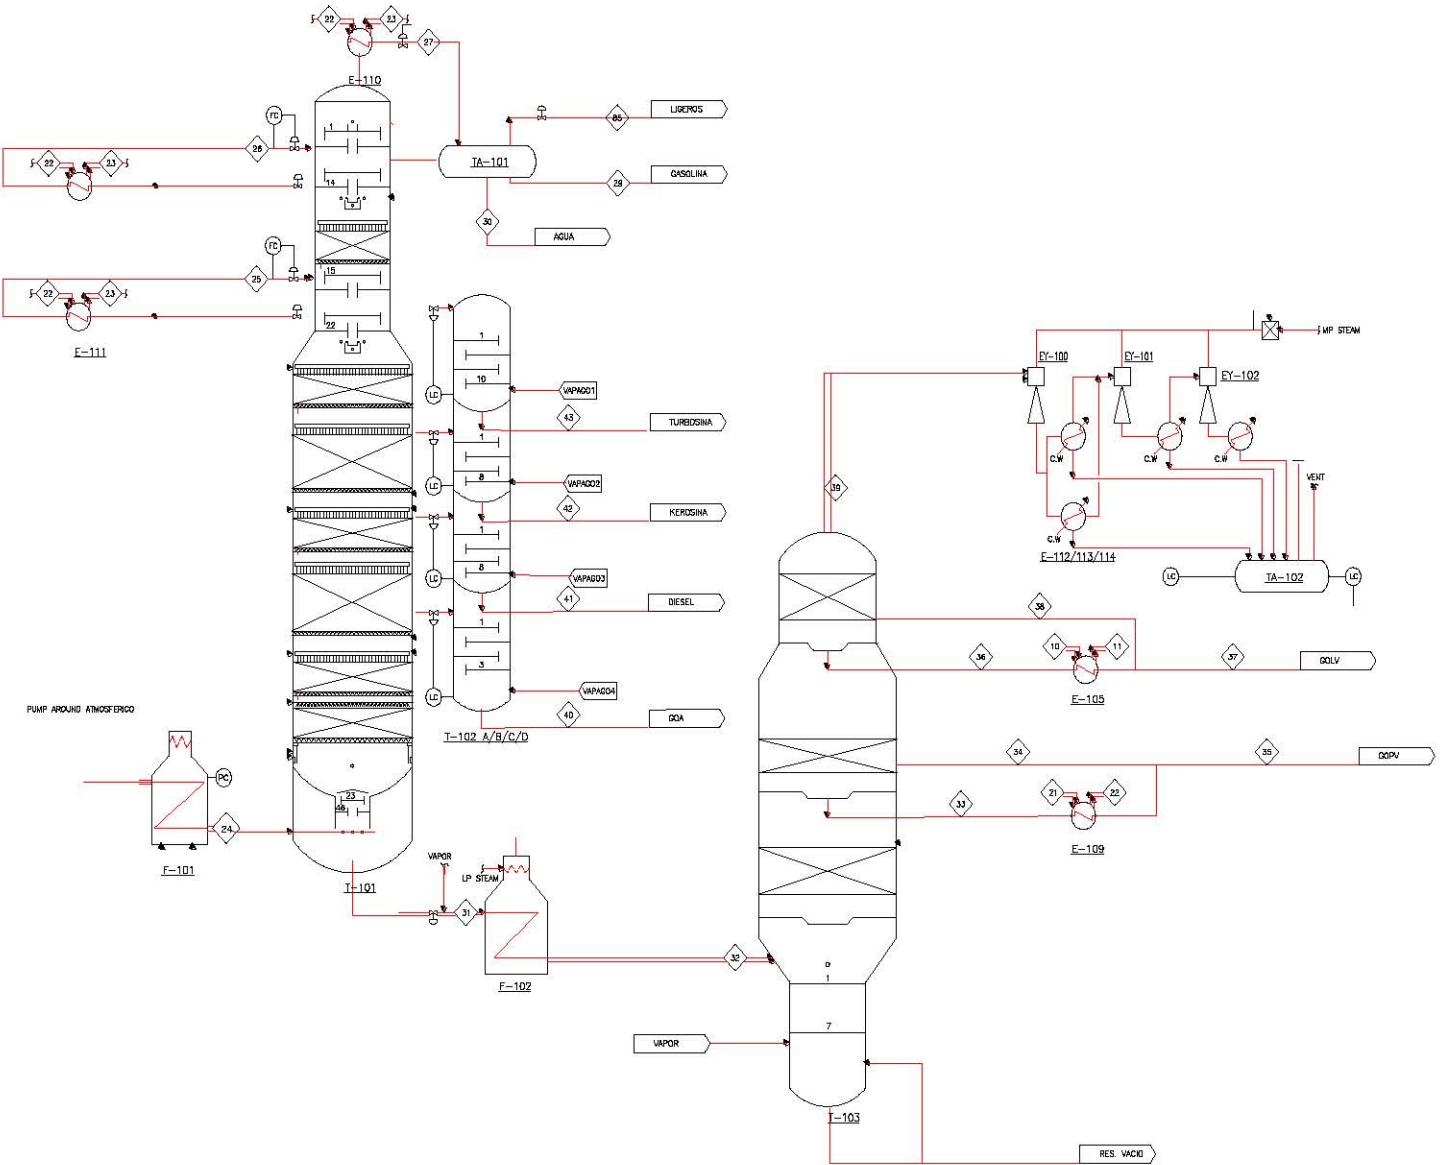 22
23
27
E-110
FC
1
26
22
23
14
85
LIGEROS
TA-101
29
GASOLINA
30
AGUA
FC
15
25
22
23
22
E-111
1
10
LC
VAPAGO1
43
TURBOSINA
1
8
LC
VAPAGO2
42
KEROSINA
1
8
LC
VAPAGO3
41
DIESEL
1
3
LC
VAPAGO4
40
GOA
T-102 A/B/C/D
PUMP AROUND ATMOSFERICO
PC
F-101
24
23
T-101
VAPOR
LP STEAM
31
F-102
32
MP STEAM
EY-100
EY-101
EY-102
C.W
C.W
C.W
C.W
VENT
E-112/113/114
LC
TA-102
LC
39
38
36
10
11
37
GOLV
E-105
34
35
GOPV
33
21
22
E-109
1
7
VAPOR
T-103
RES. VACIO